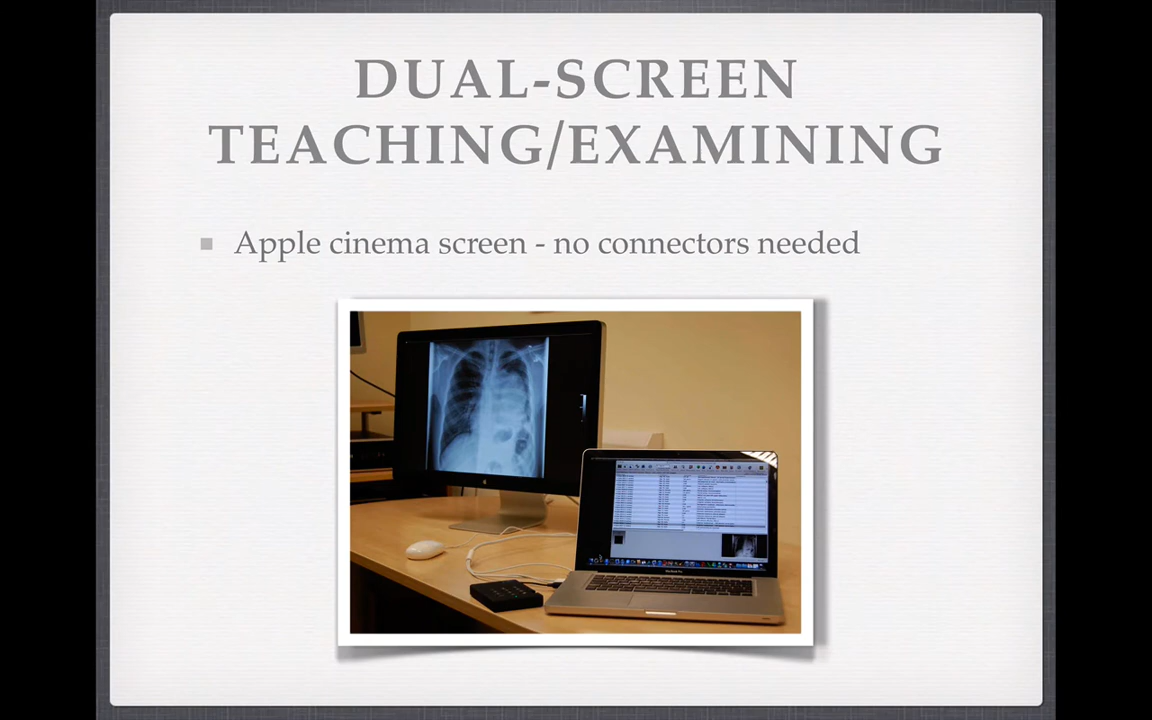 DUAL-SCREEN
TEACHING/EXAMINING
Apple cinema screen - no connectors needed